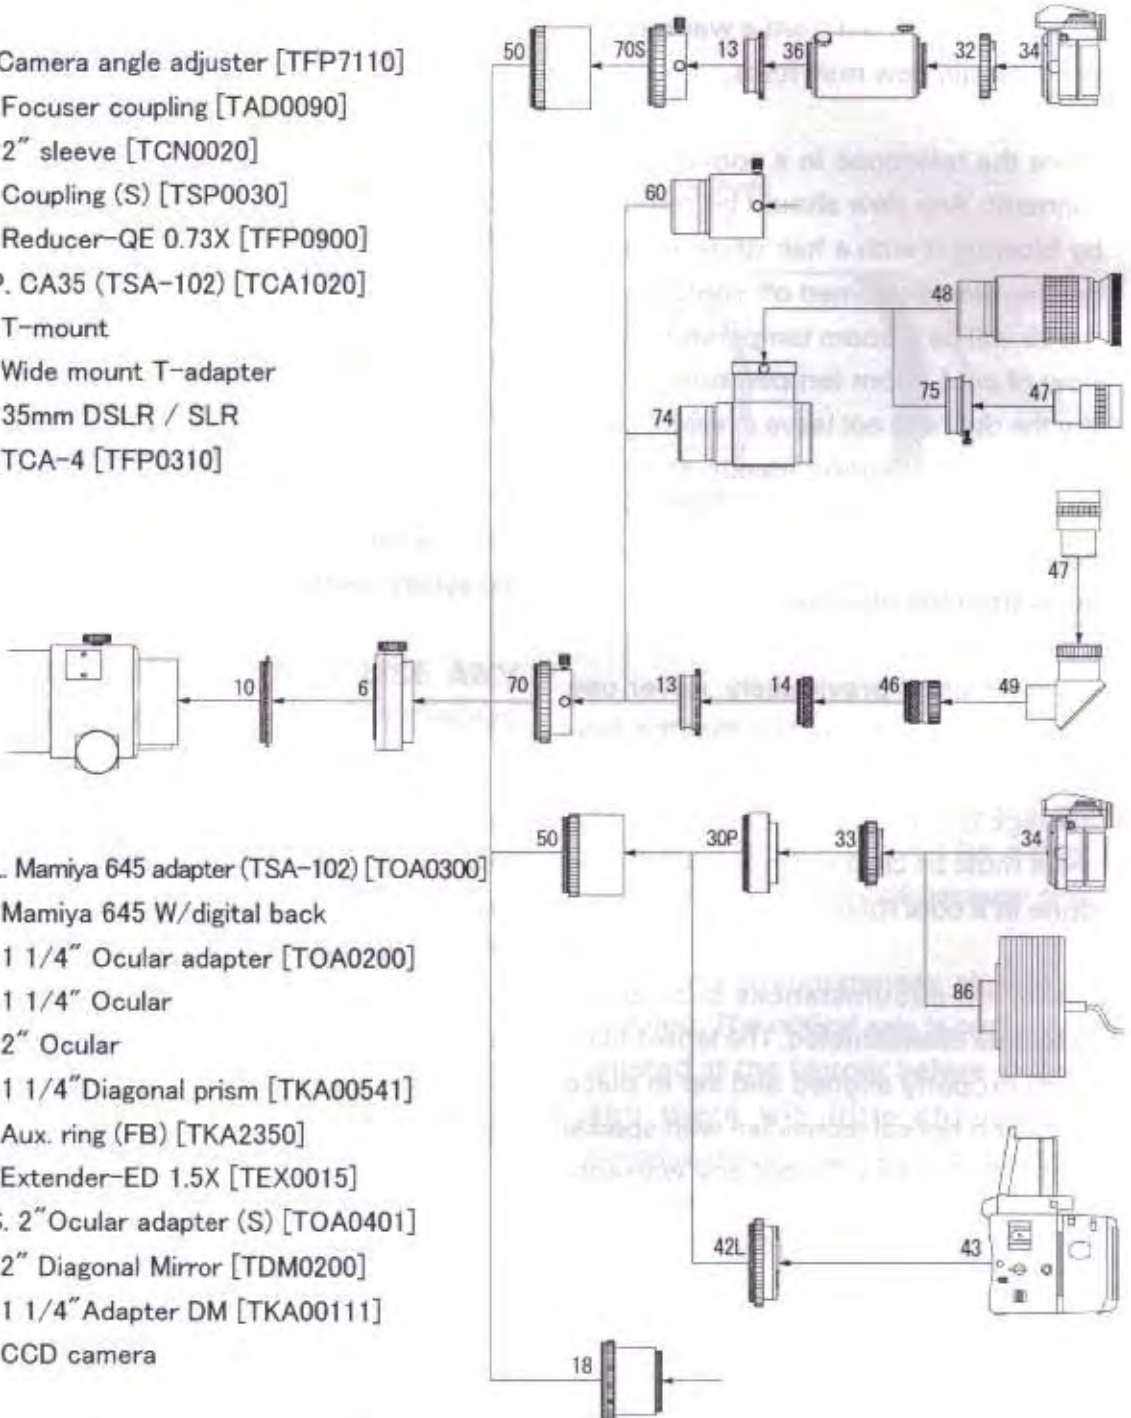 Camera angle adjuster [TFP7110]
Focuser coupling [TAD0090]
2″ sleeve [TCN0020]
Coupling (S) [TSP0030]
Reducer-QE 0.73X [TFP0900]
P. CA35 (TSA-102) [TCA1020]
T-mount
Wide mount T-adapter
35mm DSLR / SLR
TCA-4 [TFP0310]
50 70S 13 36 32 34
60
48
75 47
74
47
10 6 70 13 14 46 49
50 30P 33 34
86
42L 43
18
. Mamiya 645 adapter (TSA-102) [TOA0300]
Mamiya 645 W/digital back
1 1/4″ Ocular adapter [TOA0200]
1 1/4″ Ocular
2″ Ocular
1 1/4″Diagonal prism [TKA00541]
Aux. ring (FB) [TKA2350]
Extender-ED 1.5X [TEX0015]
S. 2″Ocular adapter (S) [TOA0401]
2″ Diagonal Mirror [TDM0200]
1 1/4″Adapter DM [TKA00111]
CCD camera